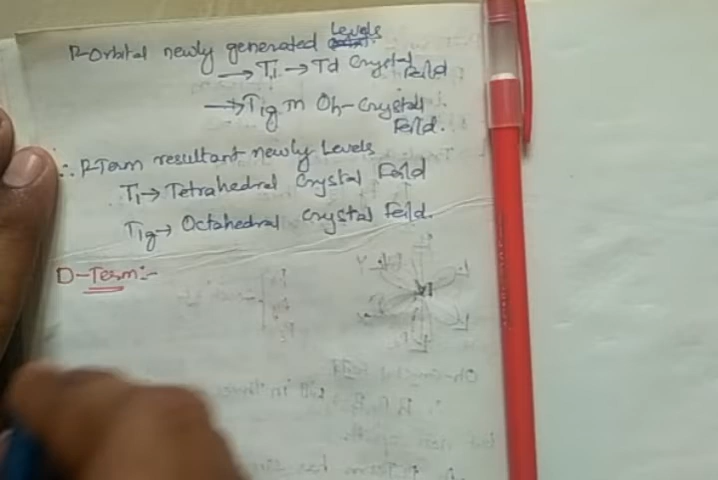 P-Orbital newly generated Levels
→ T1 → Td Crystal Feild
→ T1g in Oh-Crystal Feild.
∴ P-Term resultant newly Levels
T1 → Tetrahedral Crystal Feild
T1g → Octahedral crystal Feild.
D-Term:-